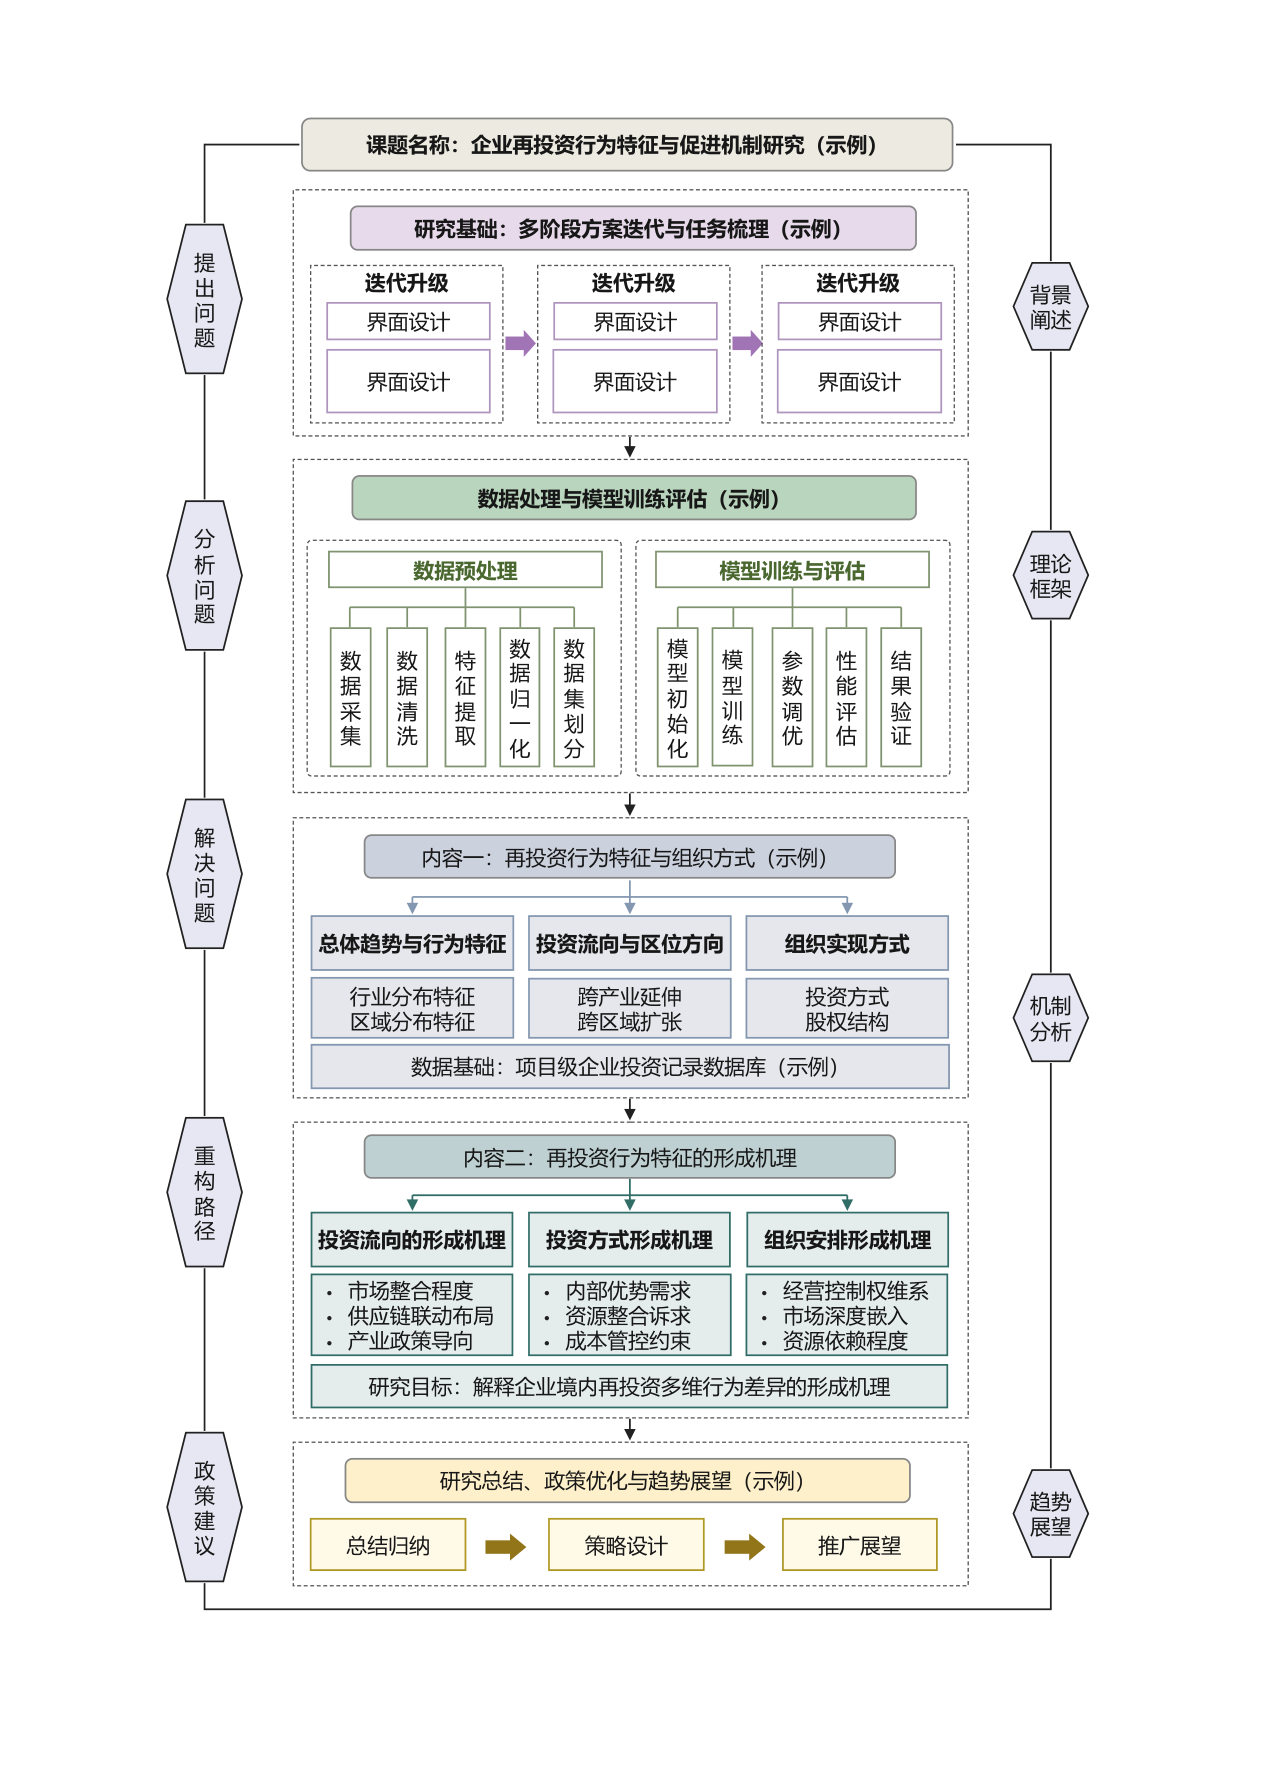 课题名称：企业再投资行为特征与促进机制研究（示例）
提出问题
背景
阐述
研究基础：多阶段方案迭代与任务梳理（示例）
迭代升级
界面设计
界面设计
迭代升级
界面设计
界面设计
迭代升级
界面设计
界面设计
分析问题
理论
框架
数据处理与模型训练评估（示例）
数据预处理
数据采集
数据清洗
特征提取
数据归一化
数据集划分
模型训练与评估
模型初始化
模型训练
参数调优
性能评估
结果验证
解决问题
机制
分析
内容一：再投资行为特征与组织方式（示例）
总体趋势与行为特征
投资流向与区位方向
组织实现方式
行业分布特征
区域分布特征
跨产业延伸
跨区域扩张
投资方式
股权结构
数据基础：项目级企业投资记录数据库（示例）
重构路径
内容二：再投资行为特征的形成机理
投资流向的形成机理
投资方式形成机理
组织安排形成机理
• 市场整合程度
• 供应链联动布局
• 产业政策导向
• 内部优势需求
• 资源整合诉求
• 成本管控约束
• 经营控制权维系
• 市场深度嵌入
• 资源依赖程度
研究目标：解释企业境内再投资多维行为差异的形成机理
政策建议
趋势
展望
研究总结、政策优化与趋势展望（示例）
总结归纳
策略设计
推广展望